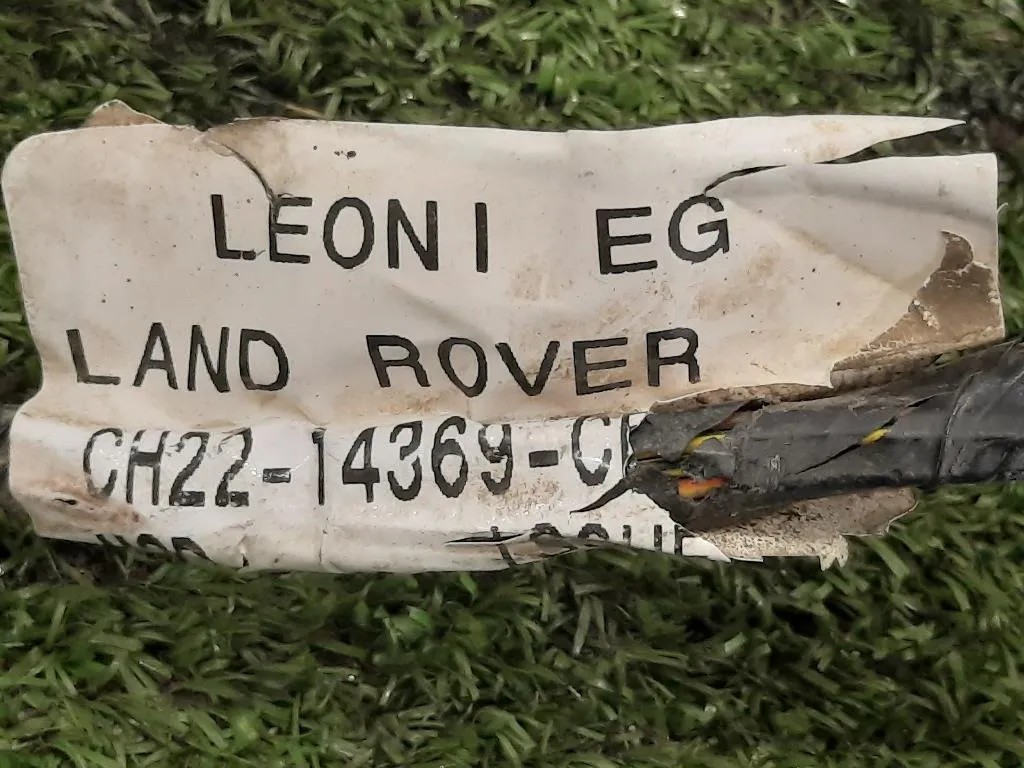 LEONI EG
LAND ROVER
CH22-14369-C